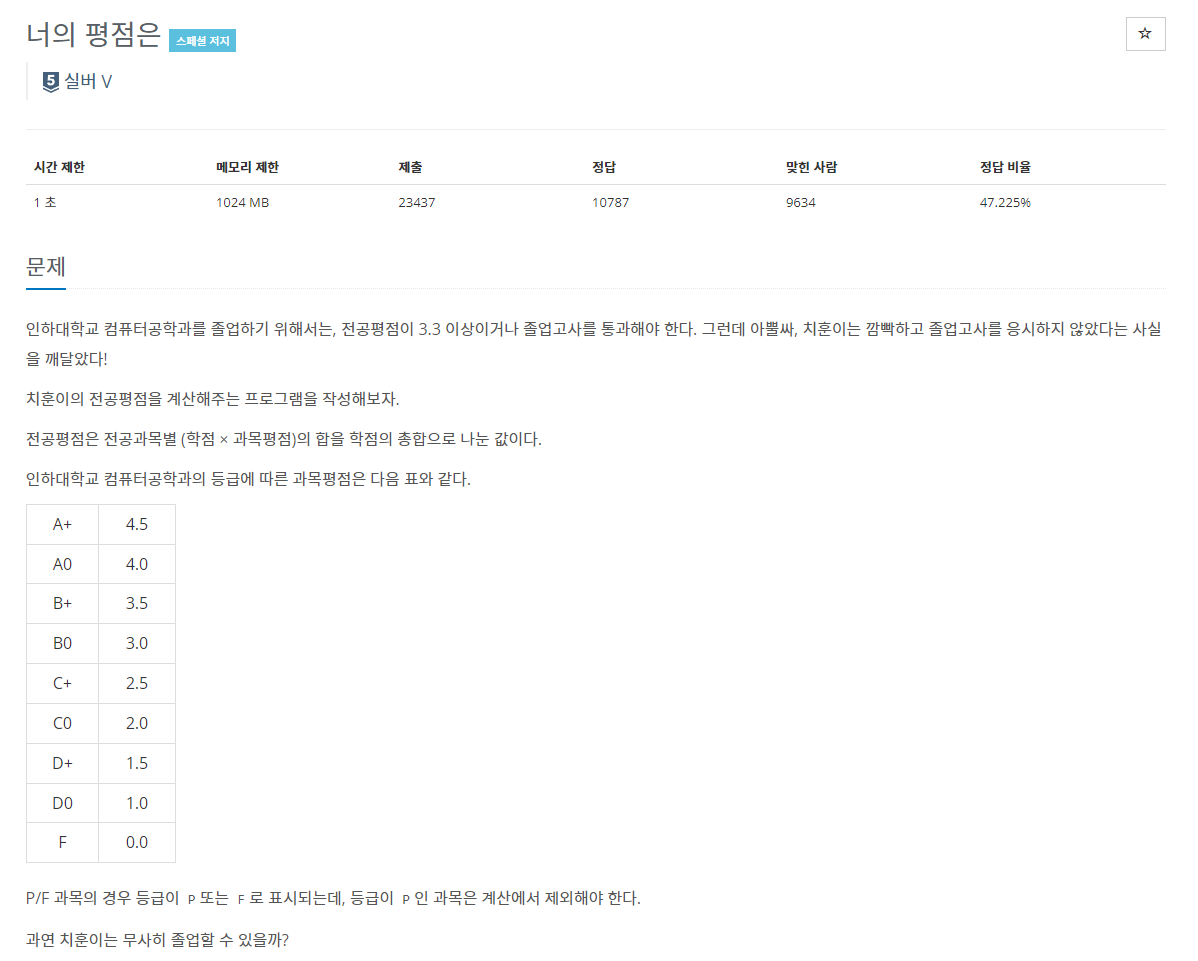 너의 평점은 스페셜 저지
☆
5 실버 V
시간 제한 메모리 제한 제출 정답 맞힌 사람 정답 비율
1 초 1024 MB 23437 10787 9634 47.225%
문제
인하대학교 컴퓨터공학과를 졸업하기 위해서는, 전공평점이 3.3 이상이거나 졸업고사를 통과해야 한다. 그런데 아뿔싸, 치훈이는 깜빡하고 졸업고사를 응시하지 않았다는 사실
을 깨달았다!
치훈이의 전공평점을 계산해주는 프로그램을 작성해보자.
전공평점은 전공과목별 (학점 × 과목평점)의 합을 학점의 총합으로 나눈 값이다.
인하대학교 컴퓨터공학과의 등급에 따른 과목평점은 다음 표와 같다.
A+ 4.5
A0 4.0
B+ 3.5
B0 3.0
C+ 2.5
C0 2.0
D+ 1.5
D0 1.0
F 0.0
P/F 과목의 경우 등급이 P 또는 F 로 표시되는데, 등급이 P 인 과목은 계산에서 제외해야 한다.
과연 치훈이는 무사히 졸업할 수 있을까?